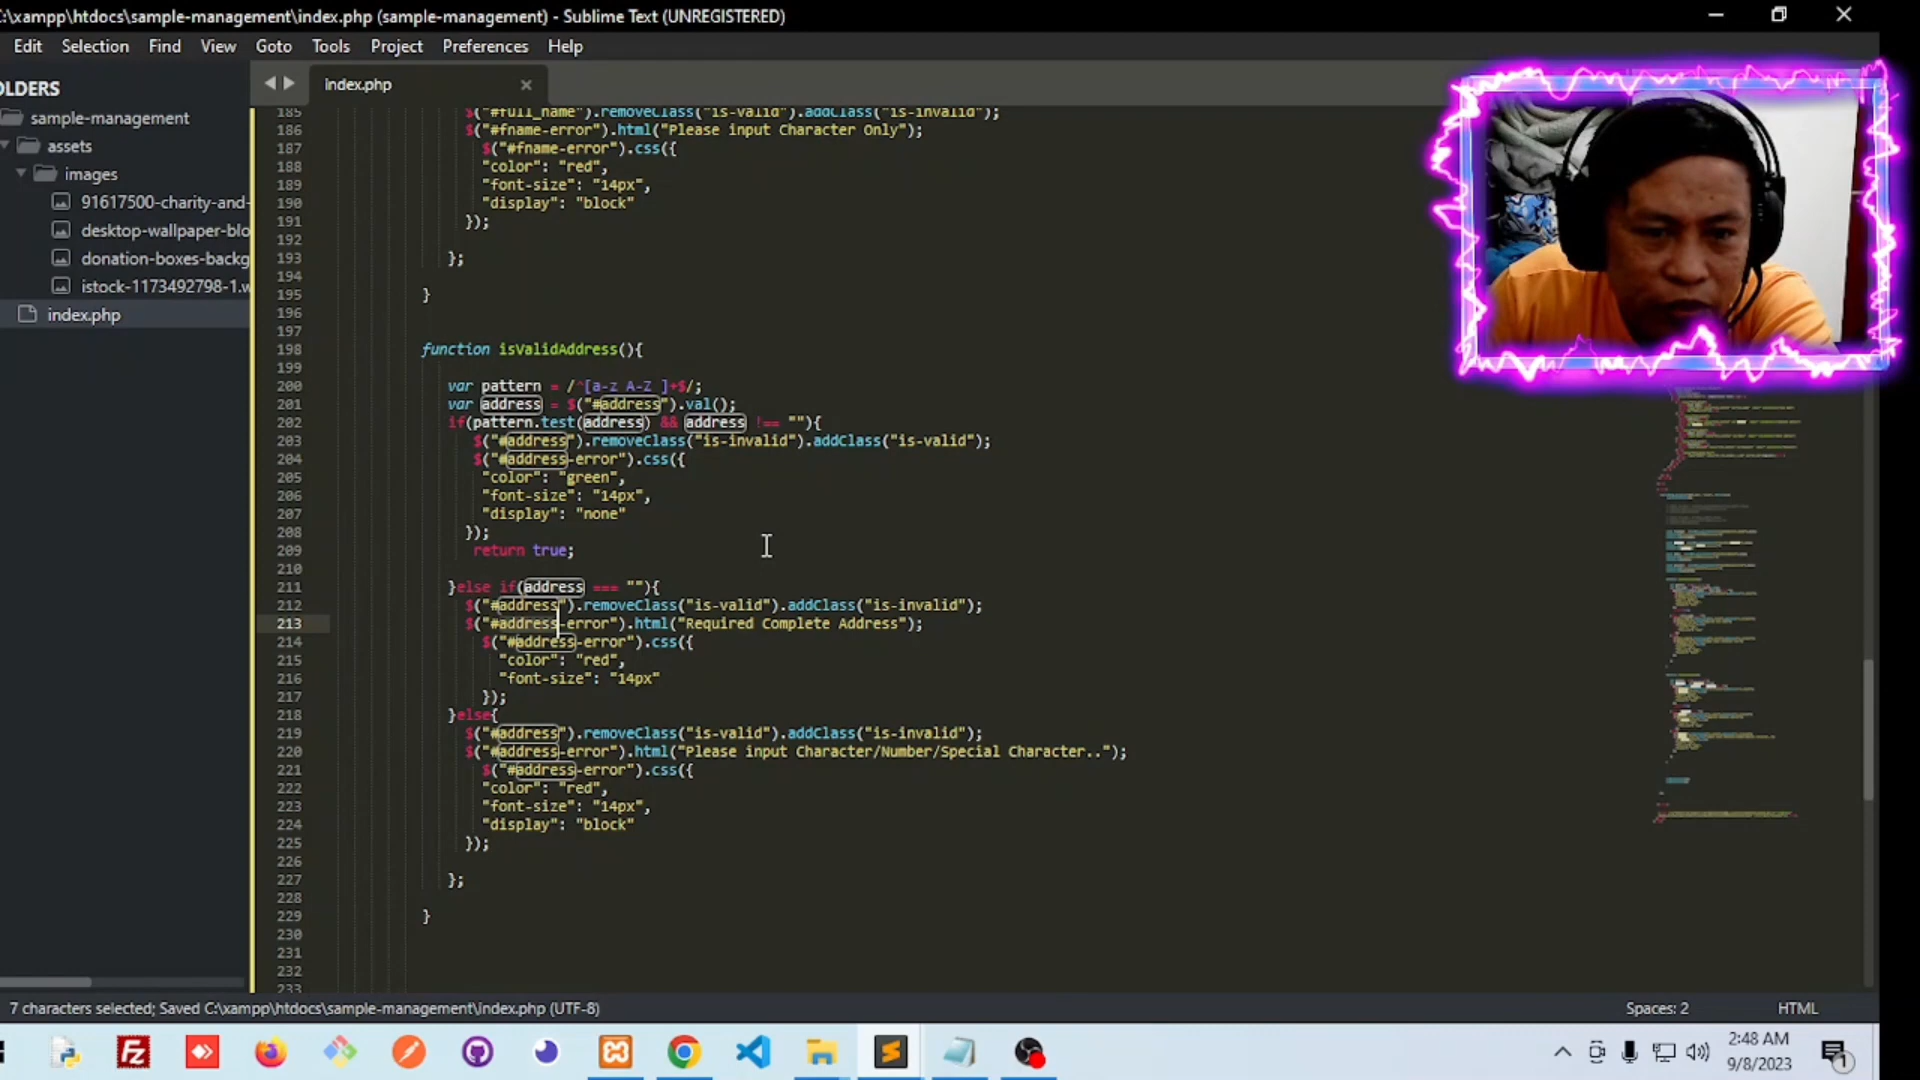 C:\xampp\htdocs\sample-management\index.php (sample-management) - Sublime Text (UNREGISTERED)
Edit Selection Find View Goto Tools Project Preferences Help
OLDERS
sample-management
assets
images
91617500-charity-and-
desktop-wallpaper-blo
donation-boxes-backg
istock-1173492798-1.w
index.php
index.php
185 $("#full_name").removeClass("is-valid").addClass("is-invalid");
186 $("#fname-error").html("Please input Character Only");
187 $("#fname-error").css({
188 "color": "red",
189 "font-size": "14px",
190 "display": "block"
191 });
192
193 };
194
195 }
196
197
198 function isValidAddress(){
199
200 var pattern = /^[a-z A-Z ]+$/;
201 var address = $("#address").val();
202 if(pattern.test(address) && address !== ""){
203 $("#address").removeClass("is-invalid").addClass("is-valid");
204 $("#address-error").css({
205 "color": "green",
206 "font-size": "14px",
207 "display": "none"
208 });
209 return true;
210
211 }else if(address === ""){
212 $("#address").removeClass("is-valid").addClass("is-invalid");
213 $("#address-error").html("Required Complete Address");
214 $("#address-error").css({
215 "color": "red",
216 "font-size": "14px"
217 });
218 }else{
219 $("#address").removeClass("is-valid").addClass("is-invalid");
220 $("#address-error").html("Please input Character/Number/Special Character..");
221 $("#address-error").css({
222 "color": "red",
223 "font-size": "14px",
224 "display": "block"
225 });
226
227 };
228
229 }
230
231
232
233
7 characters selected; Saved C:\xampp\htdocs\sample-management\index.php (UTF-8)
Spaces: 2
HTML
2:48 AM
9/8/2023